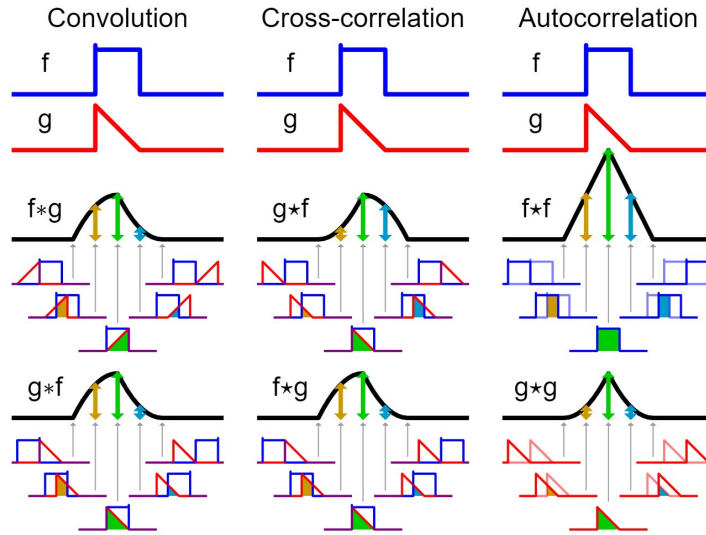 Convolution Cross-correlation Autocorrelation
f f f
g g g
f∗g g⋆f f⋆f
g∗f f⋆g g⋆g